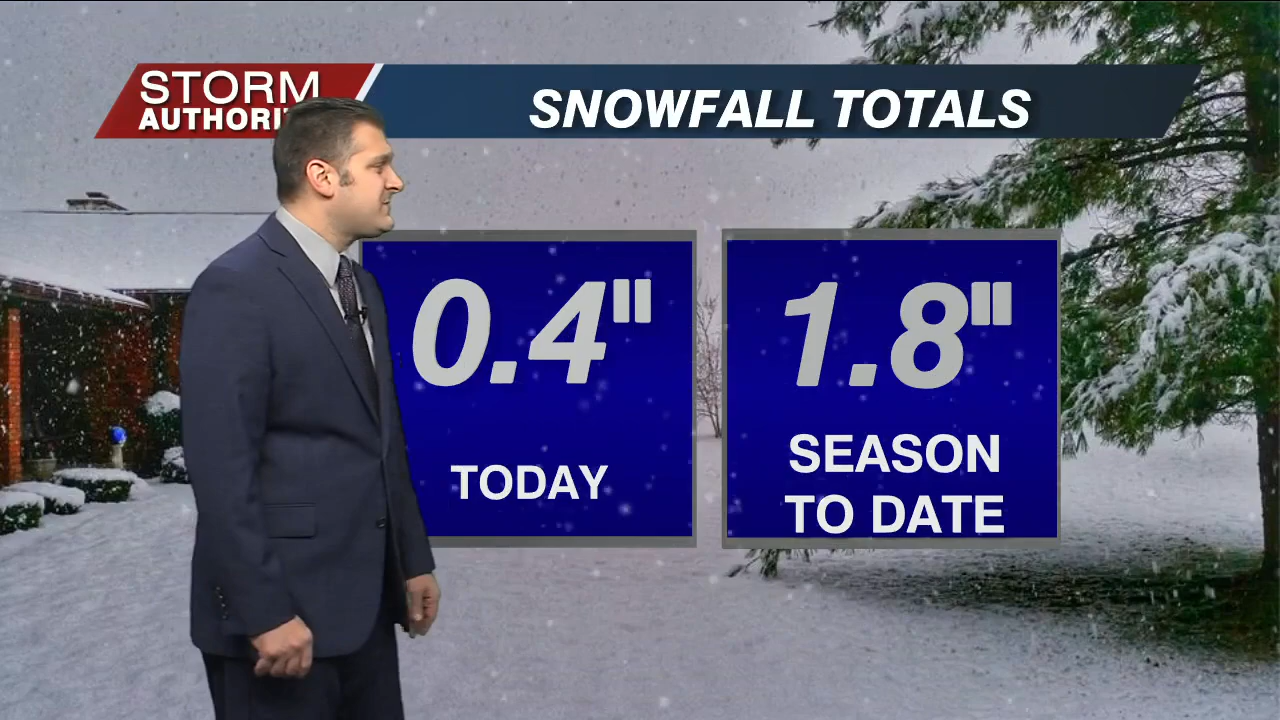 STORM
SNOWFALL TOTALS
0.4"
1.8"
TODAY
SEASON
TO DATE